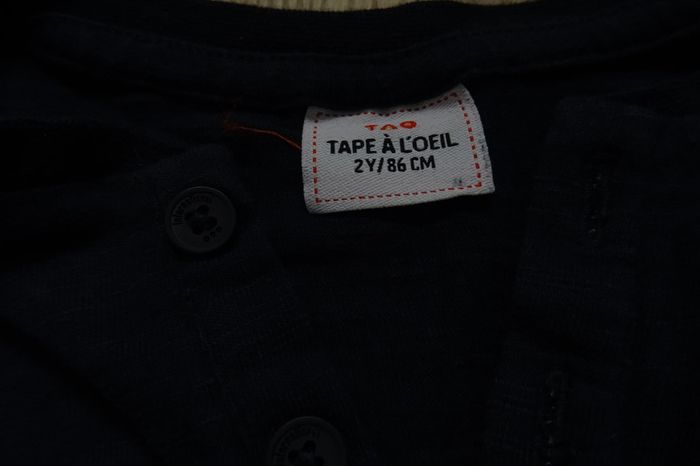 TAO
TAPE À L'OEIL
2Y/86 CM